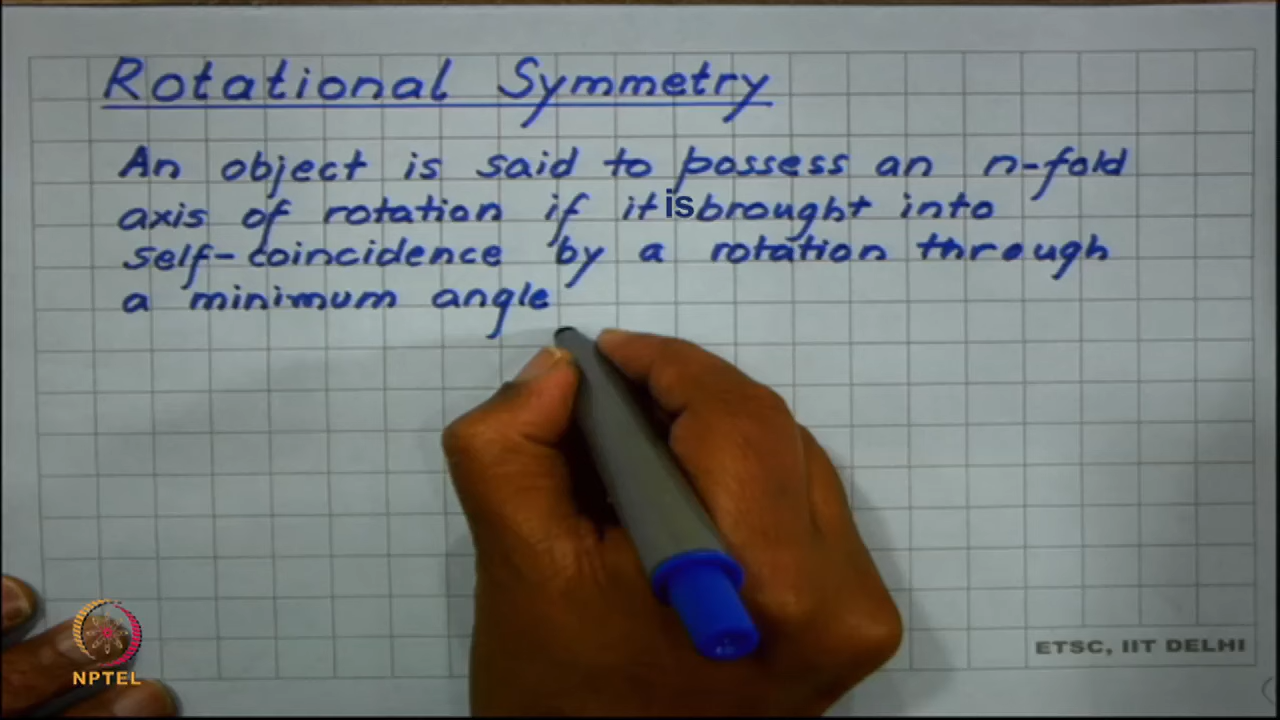 Rotational Symmetry
An object is said to possess an n-fold
axis of rotation if it is brought into
self-coincidence by a rotation through
a minimum angle
ETSC, IIT DELHI
NPTEL